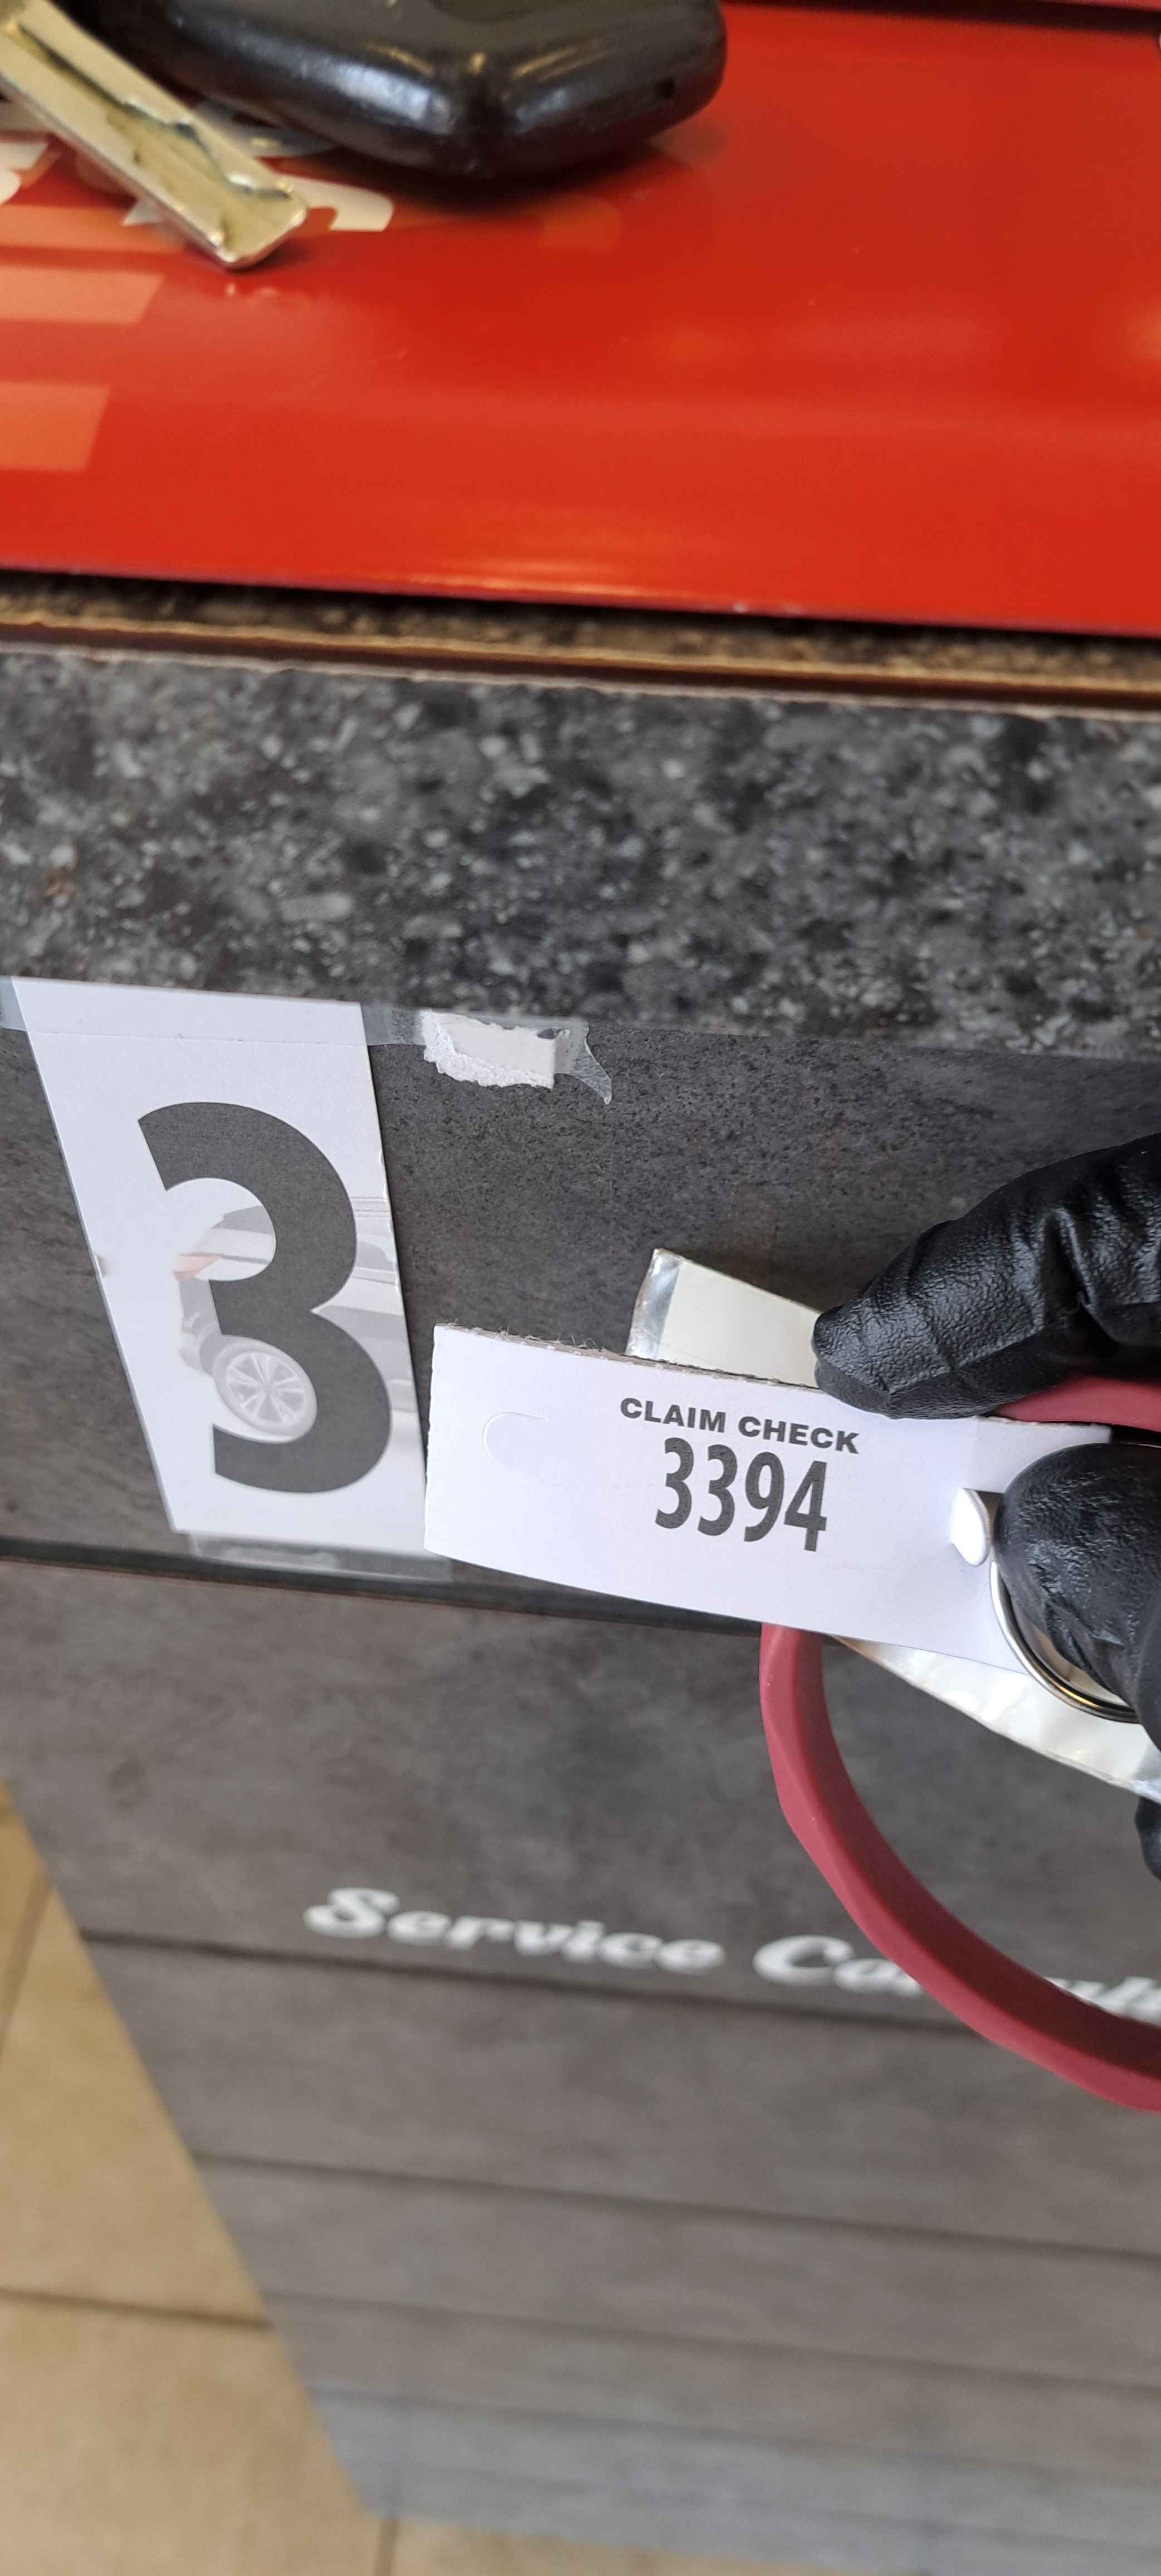 3
CLAIM CHECK
3394
Service